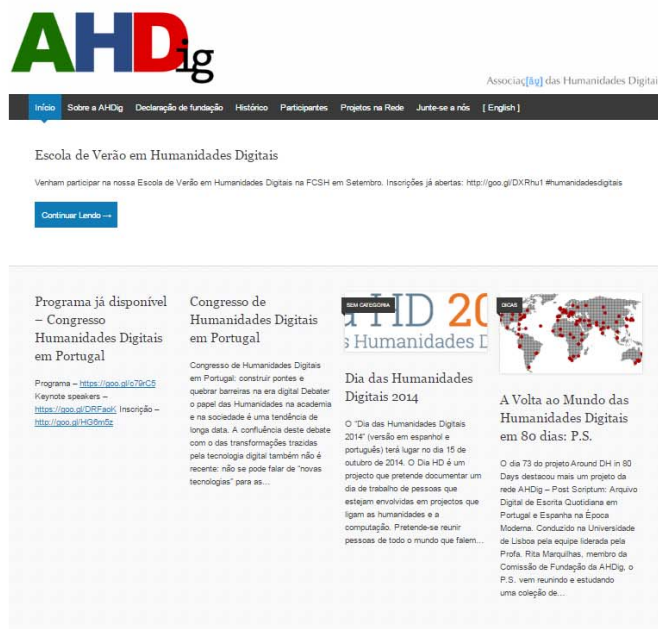 AHDig
Associaç[ãy] das Humanidades Digitai
Início Sobre a AHDig Declaração de fundação Histórico Participantes Projetos na Rede Junte-se a nós [ English ]
Escola de Verão em Humanidades Digitais
Venham participar na nossa Escola de Verão em Humanidades Digitais na FCSH em Setembro. Inscrições já abertas: http://goo.gl/DXRhu1 #humanidadesdigitais
Continuar Lendo →
Programa já disponível
– Congresso
Humanidades Digitais
em Portugal
Programa – https://goo.gl/c79rC5
Keynote speakers –
https://goo.gl/DRFaoK Inscrição –
http://goo.gl/HG6m5z
Congresso de
Humanidades Digitais
em Portugal
Congresso de Humanidades Digitais
em Portugal: construir pontes e
quebrar barreiras na era digital Debater
o papel das Humanidades na academia
e na sociedade é uma tendência de
longa data. A confluência deste debate
com o das transformações trazidas
pela tecnologia digital também não é
recente: não se pode falar de “novas
tecnologias” para as…
SEM CATEGORIA
a HD 20
s Humanidades D
Dia das Humanidades
Digitais 2014
O “Dia das Humanidades Digitais
2014” (versão em espanhol e
português) terá lugar no dia 15 de
outubro de 2014. O Dia HD é um
projecto que pretende documentar um
dia de trabalho de pessoas que
estejam envolvidas em projectos que
ligam as humanidades e a
computação. Pretende-se reunir
pessoas de todo o mundo que falem…
DICAS
A Volta ao Mundo das
Humanidades Digitais
em 80 dias: P.S.
O dia 73 do projeto Around DH in 80
Days destacou mais um projeto da
rede AHDig – Post Scriptum: Arquivo
Digital de Escrita Quotidiana em
Portugal e Espanha na Época
Moderna. Conduzido na Universidade
de Lisboa pela equipe liderada pela
Profa. Rita Marquilhas, membro da
Comissão de Fundação da AHDig, o
P.S. vem reunindo e estudando
uma coleção de…